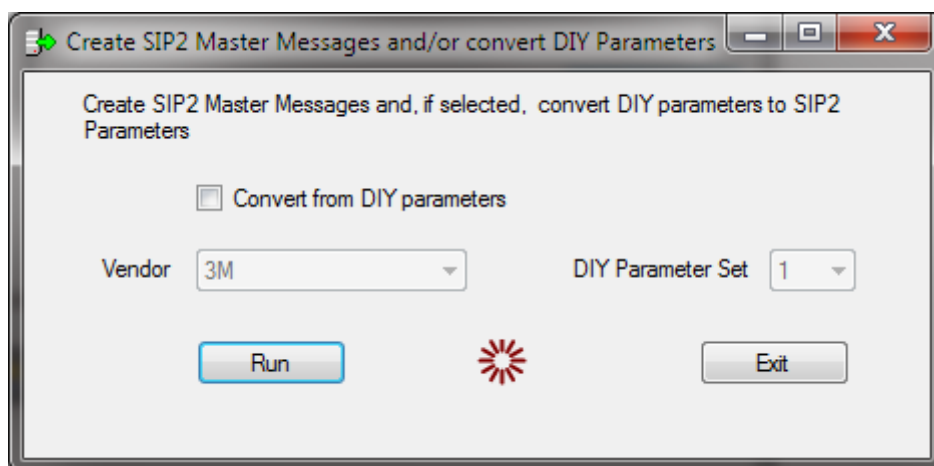 Create SIP2 Master Messages and/or convert DIY Parameters
Create SIP2 Master Messages and, if selected, convert DIY parameters to SIP2
Parameters
Convert from DIY parameters
Vendor 3M DIY Parameter Set 1
Run Exit